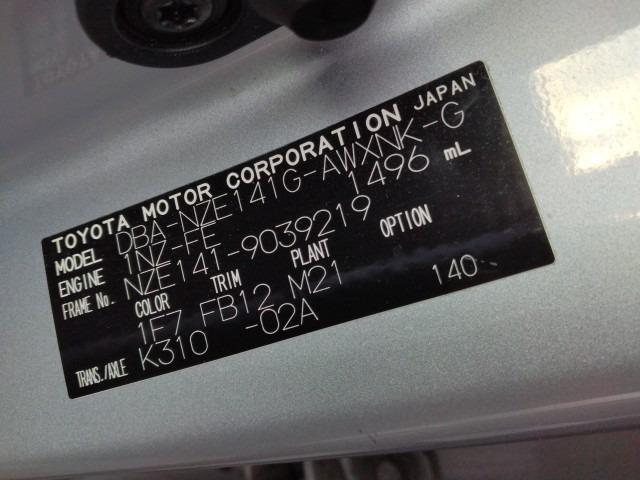 TOYOTA MOTOR CORPORATION JAPAN
MODEL DBA-NZE141G-AWXNK-G
ENGINE 1NZ-FE 1496 mL
FRAME No. NZE141-9039219
COLOR TRIM PLANT OPTION
1F7 FB12 M21 140
TRANS./AXLE K310 -02A